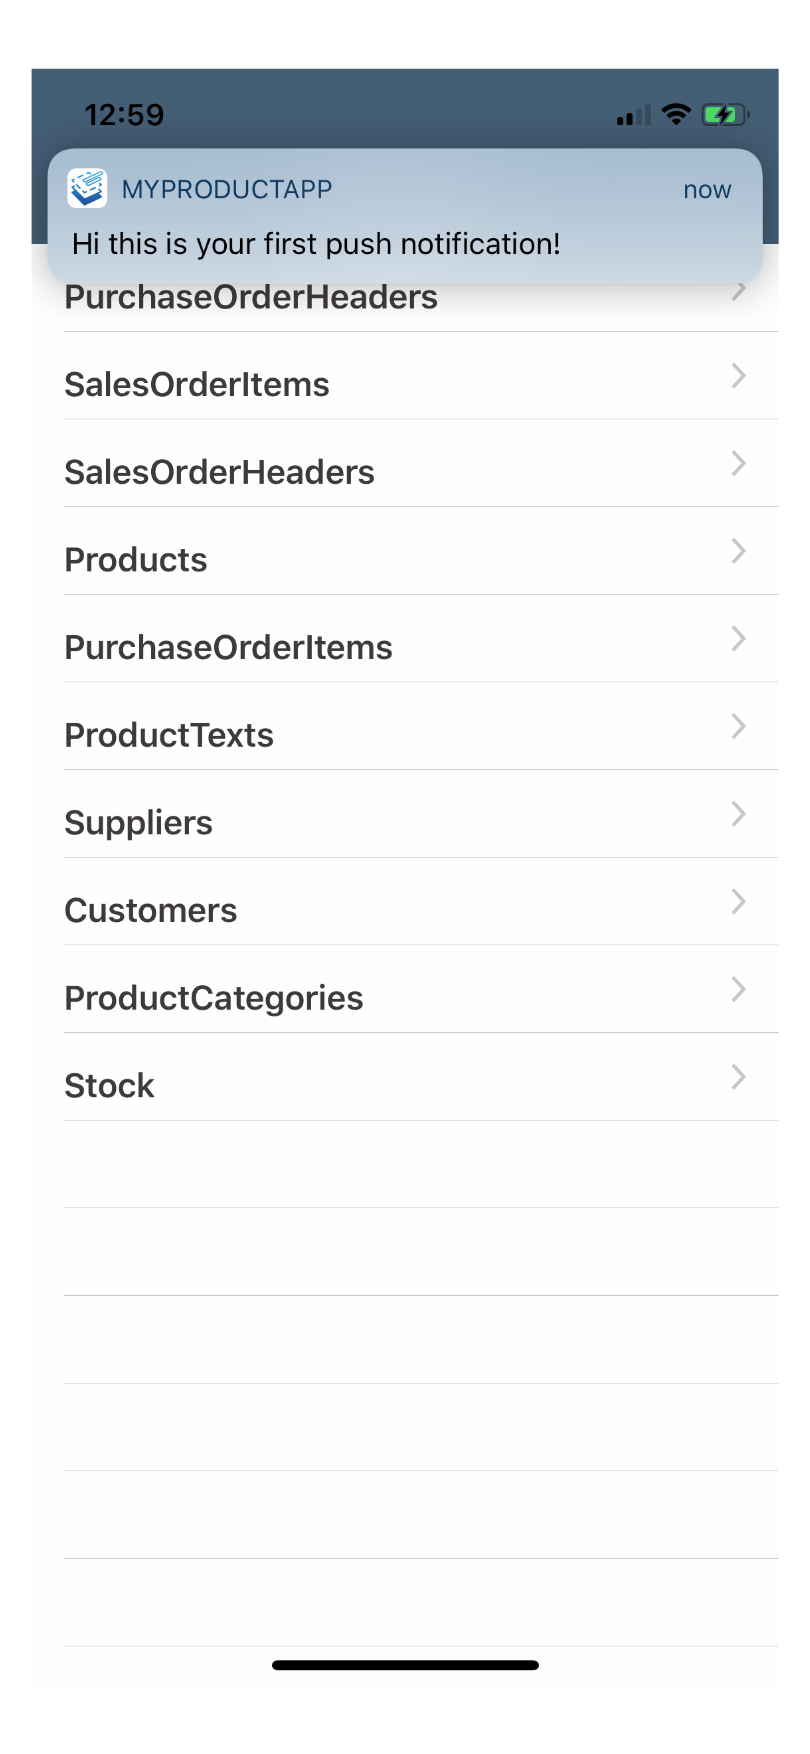 12:59
MYPRODUCTAPP now
Hi this is your first push notification!
PurchaseOrderHeaders
SalesOrderItems
SalesOrderHeaders
Products
PurchaseOrderItems
ProductTexts
Suppliers
Customers
ProductCategories
Stock